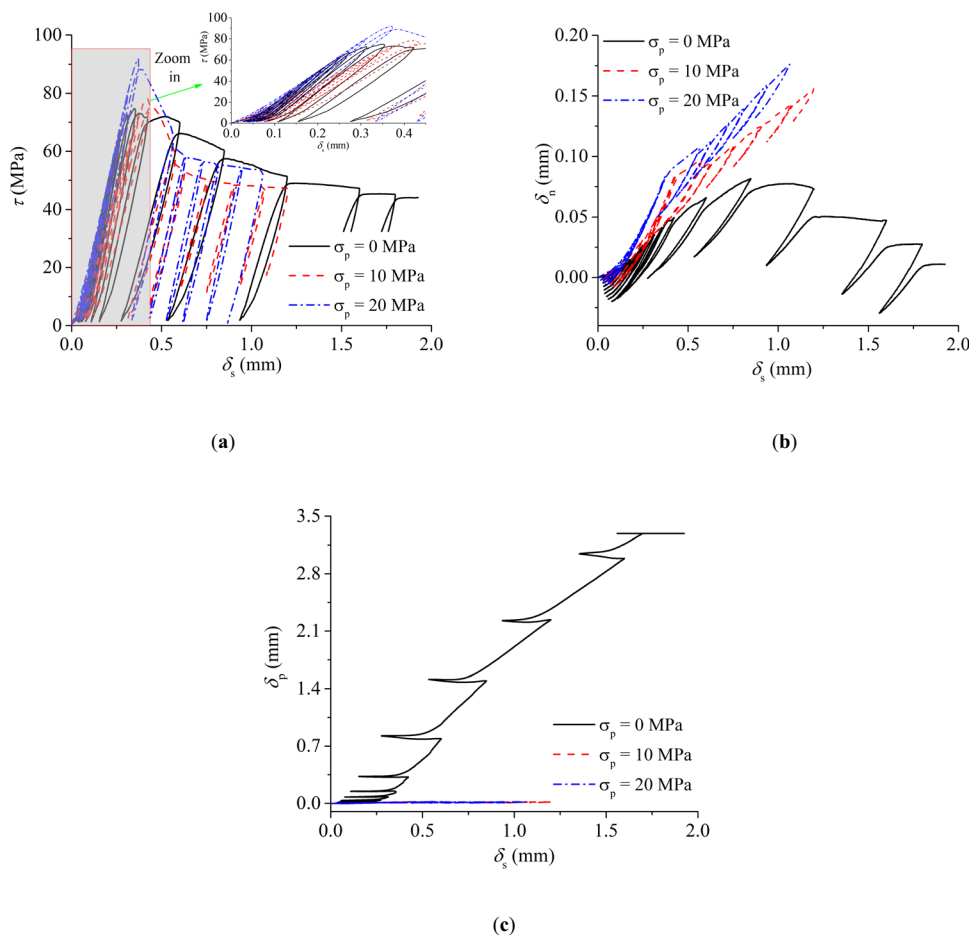 100
80
60
40
20
0
τ (MPa)
0.0
0.5
1.0
1.5
2.0
δs (mm)
Zoom
in
100
80
60
40
20
0
τ (MPa)
0.0
0.1
0.2
0.3
0.4
δs (mm)
σp = 0 MPa
σp = 10 MPa
σp = 20 MPa
(a)
0.20
0.15
0.10
0.05
0.00
δn (mm)
0.0
0.5
1.0
1.5
2.0
δs (mm)
σp = 0 MPa
σp = 10 MPa
σp = 20 MPa
(b)
3.5
2.8
2.1
1.4
0.7
0.0
δp (mm)
0.0
0.5
1.0
1.5
2.0
δs (mm)
σp = 0 MPa
σp = 10 MPa
σp = 20 MPa
(c)